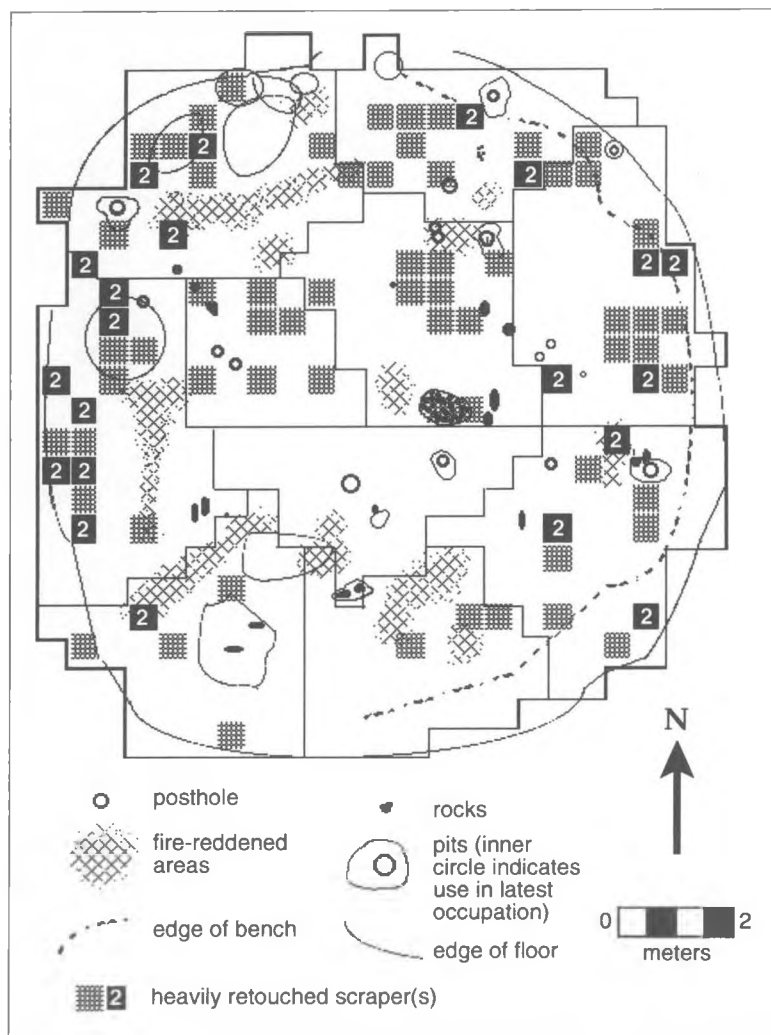 2
2
2 2
2
2 2 2
2
2
2 2 2
2
2
2 2
2 2
2 2
N
posthole
fire-reddened
areas
edge of bench
2 heavily retouched scraper(s)
rocks
pits (inner
circle indicates
use in latest
occupation)
edge of floor
0 2
meters